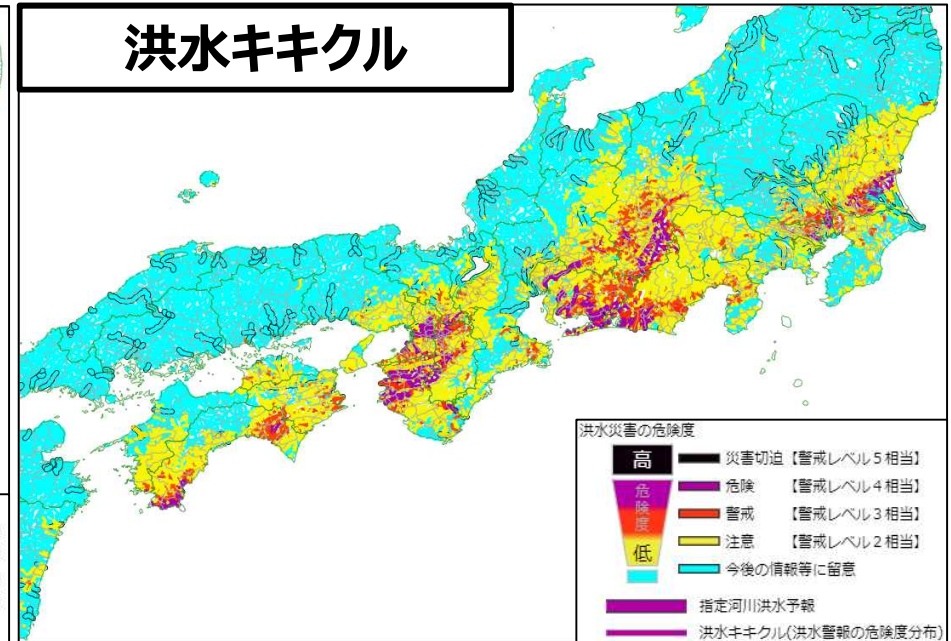 洪水キキクル
洪水災害の危険度
高
危険度
低
災害切迫【警戒レベル5相当】
危険 【警戒レベル4相当】
警戒 【警戒レベル3相当】
注意 【警戒レベル2相当】
今後の情報等に留意
指定河川洪水予報
洪水キキクル(洪水警報の危険度分布)